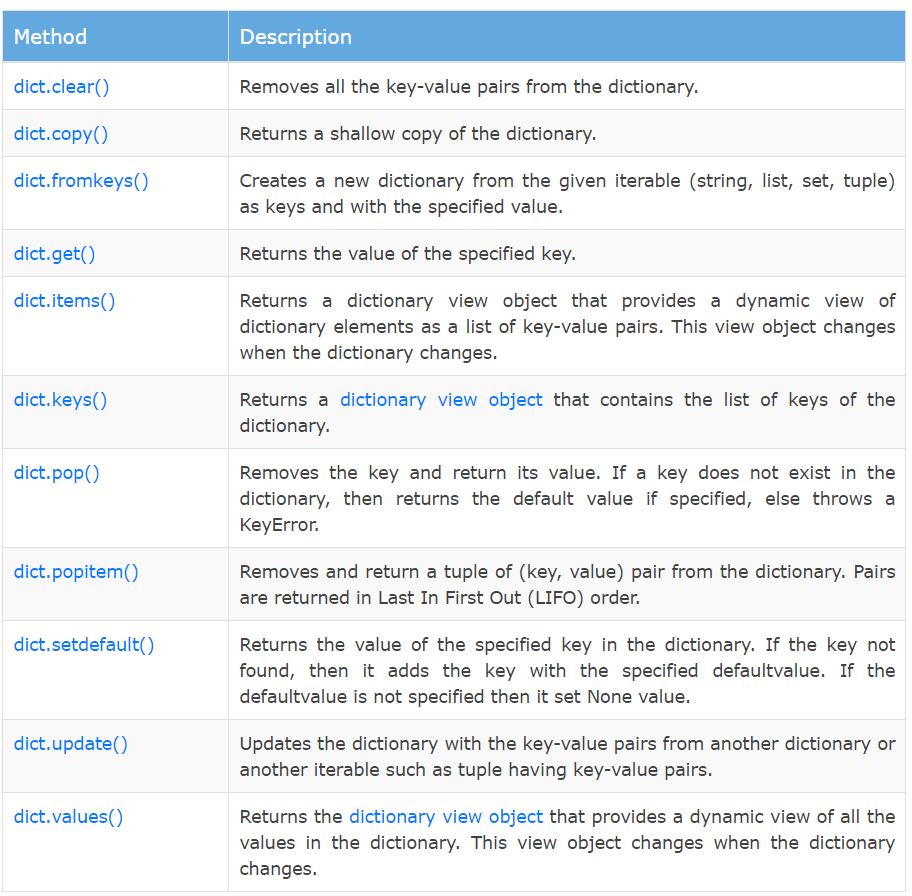 Method Description
dict.clear() Removes all the key-value pairs from the dictionary.
dict.copy() Returns a shallow copy of the dictionary.
dict.fromkeys() Creates a new dictionary from the given iterable (string, list, set, tuple)
as keys and with the specified value.
dict.get() Returns the value of the specified key.
dict.items() Returns a dictionary view object that provides a dynamic view of
dictionary elements as a list of key-value pairs. This view object changes
when the dictionary changes.
dict.keys() Returns a dictionary view object that contains the list of keys of the
dictionary.
dict.pop() Removes the key and return its value. If a key does not exist in the
dictionary, then returns the default value if specified, else throws a
KeyError.
dict.popitem() Removes and return a tuple of (key, value) pair from the dictionary. Pairs
are returned in Last In First Out (LIFO) order.
dict.setdefault() Returns the value of the specified key in the dictionary. If the key not
found, then it adds the key with the specified defaultvalue. If the
defaultvalue is not specified then it set None value.
dict.update() Updates the dictionary with the key-value pairs from another dictionary or
another iterable such as tuple having key-value pairs.
dict.values() Returns the dictionary view object that provides a dynamic view of all the
values in the dictionary. This view object changes when the dictionary
changes.